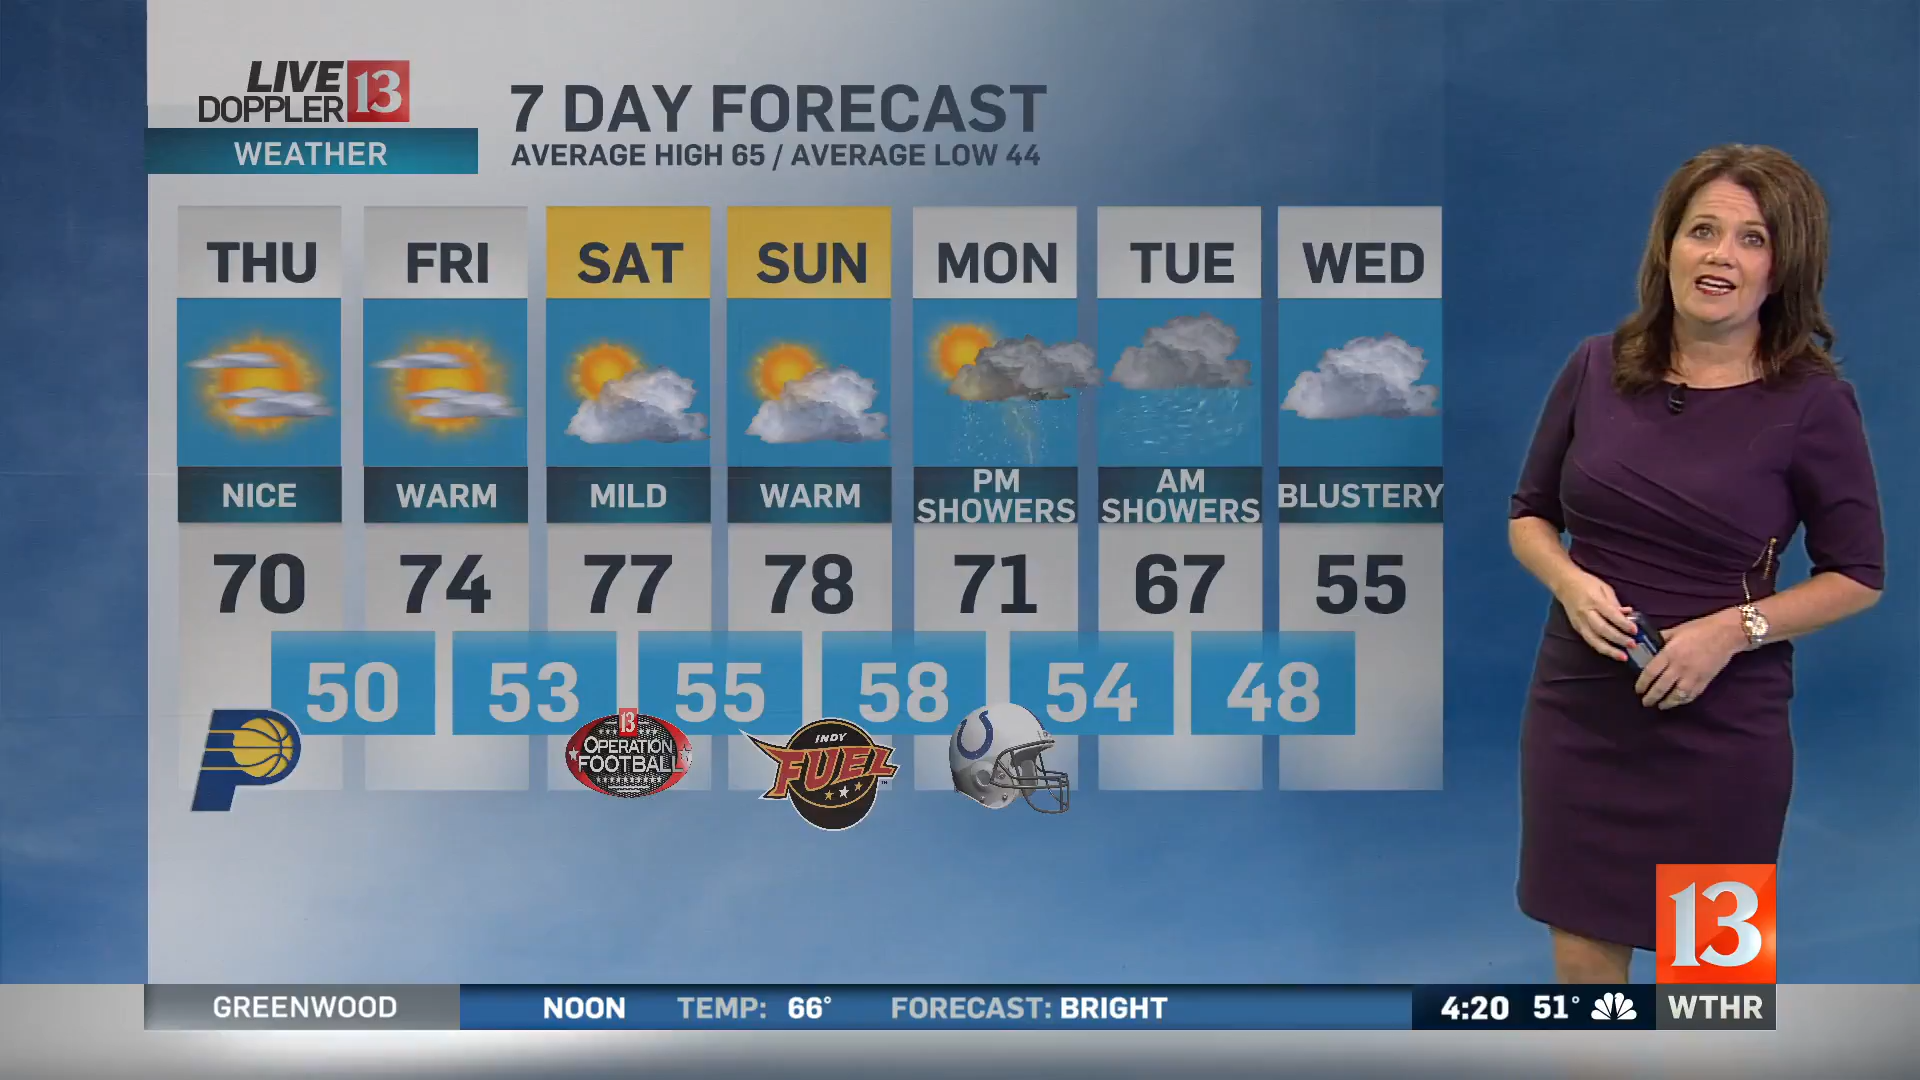 LIVE
DOPPLER 13
WEATHER
7 DAY FORECAST
AVERAGE HIGH 65 / AVERAGE LOW 44
THU FRI SAT SUN MON TUE WED
NICE WARM MILD WARM PM SHOWERS AM SHOWERS BLUSTERY
70 74 77 78 71 67 55
50 53 55 58 54 48
13
OPERATION
FOOTBALL
INDY
FUEL
13
GREENWOOD NOON TEMP: 66° FORECAST: BRIGHT 4:20 51° WTHR